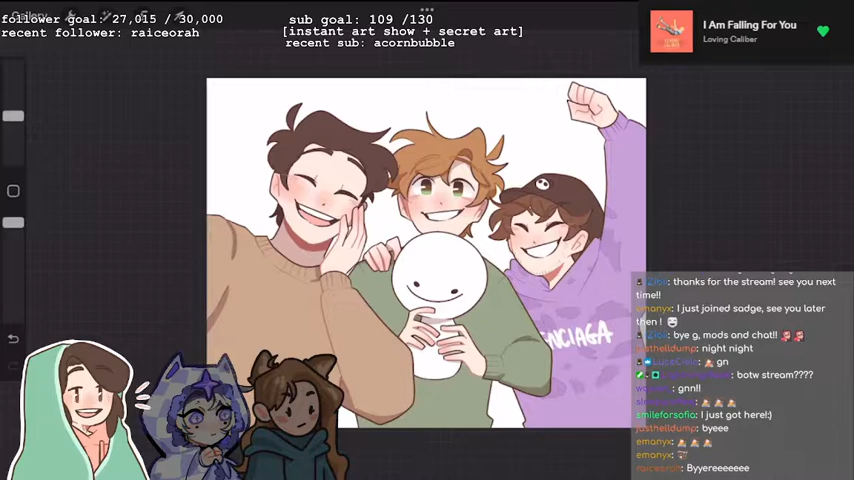 follower goal: 27,015 / 30,000
recent follower: raiceorah
sub goal: 109 /130
[instant art show + secret art]
recent sub: acornbubble
I Am Falling For You
Loving Caliber
ENCIAGA
thanks for the stream! see you next
time!!
emanyx: I just joined sadge, see you later
then !
bye g, mods and chat!!
justhelldump: night night
gn
botw stream????
gnn!!
smileforsofia: I just got here!:)
justhelldump: byeee
emanyx:
emanyx:
Byyereeeeeee